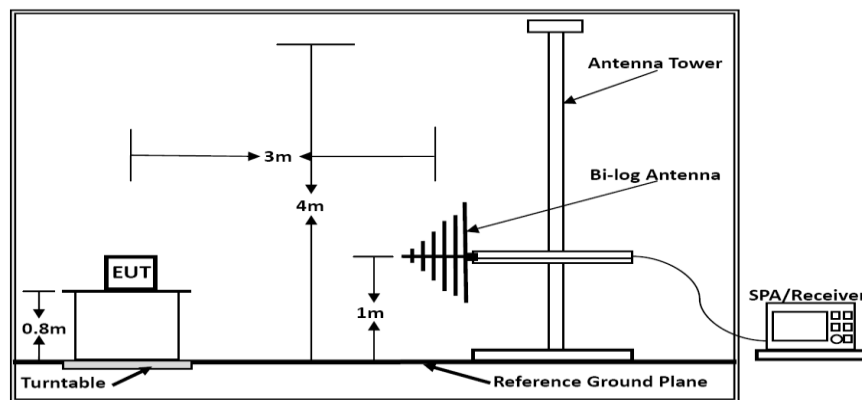 Antenna Tower
3m
Bi-log Antenna
4m
EUT
SPA/Receiver
0.8m
1m
Turntable
Reference Ground Plane